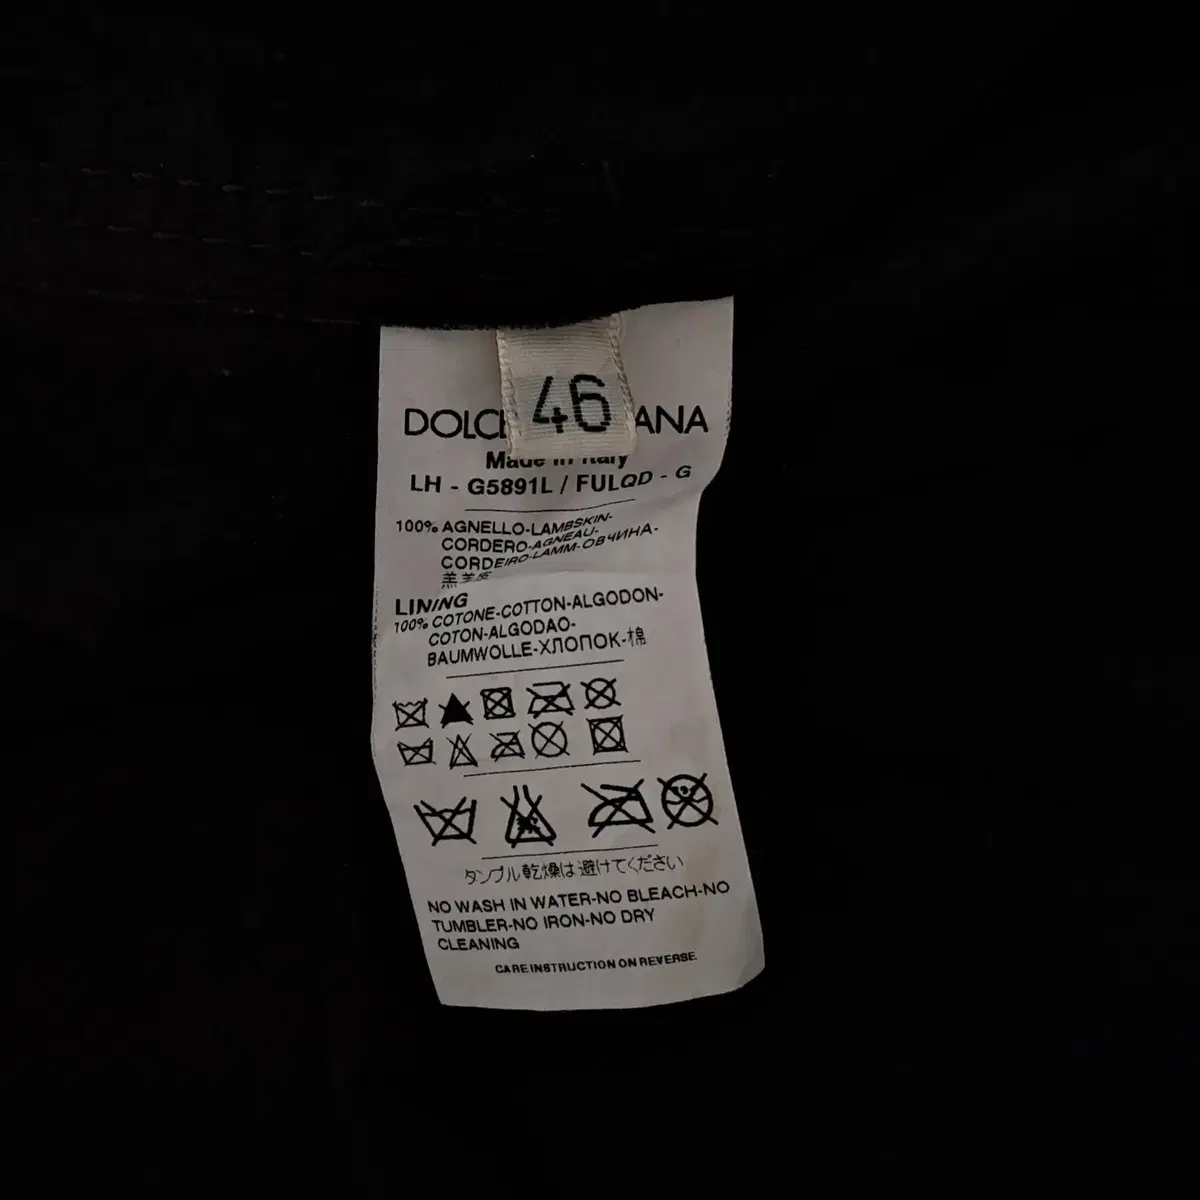 46
DOLC ANA
Made in Italy
LH - G5891L / FULQD - G
100% AGNELLO-LAMBSKIN-
CORDERO-AGNEAU-
CORDEIRO-LAMM-ОВЧИНА-
LINING
100% COTONE-COTTON-ALGODON-
COTON-ALGODAO-
BAUMWOLLE-ХЛОПОК-棉
タンブル乾燥は避けてください
NO WASH IN WATER-NO BLEACH-NO
TUMBLER-NO IRON-NO DRY
CLEANING
CARE INSTRUCTION ON REVERSE.